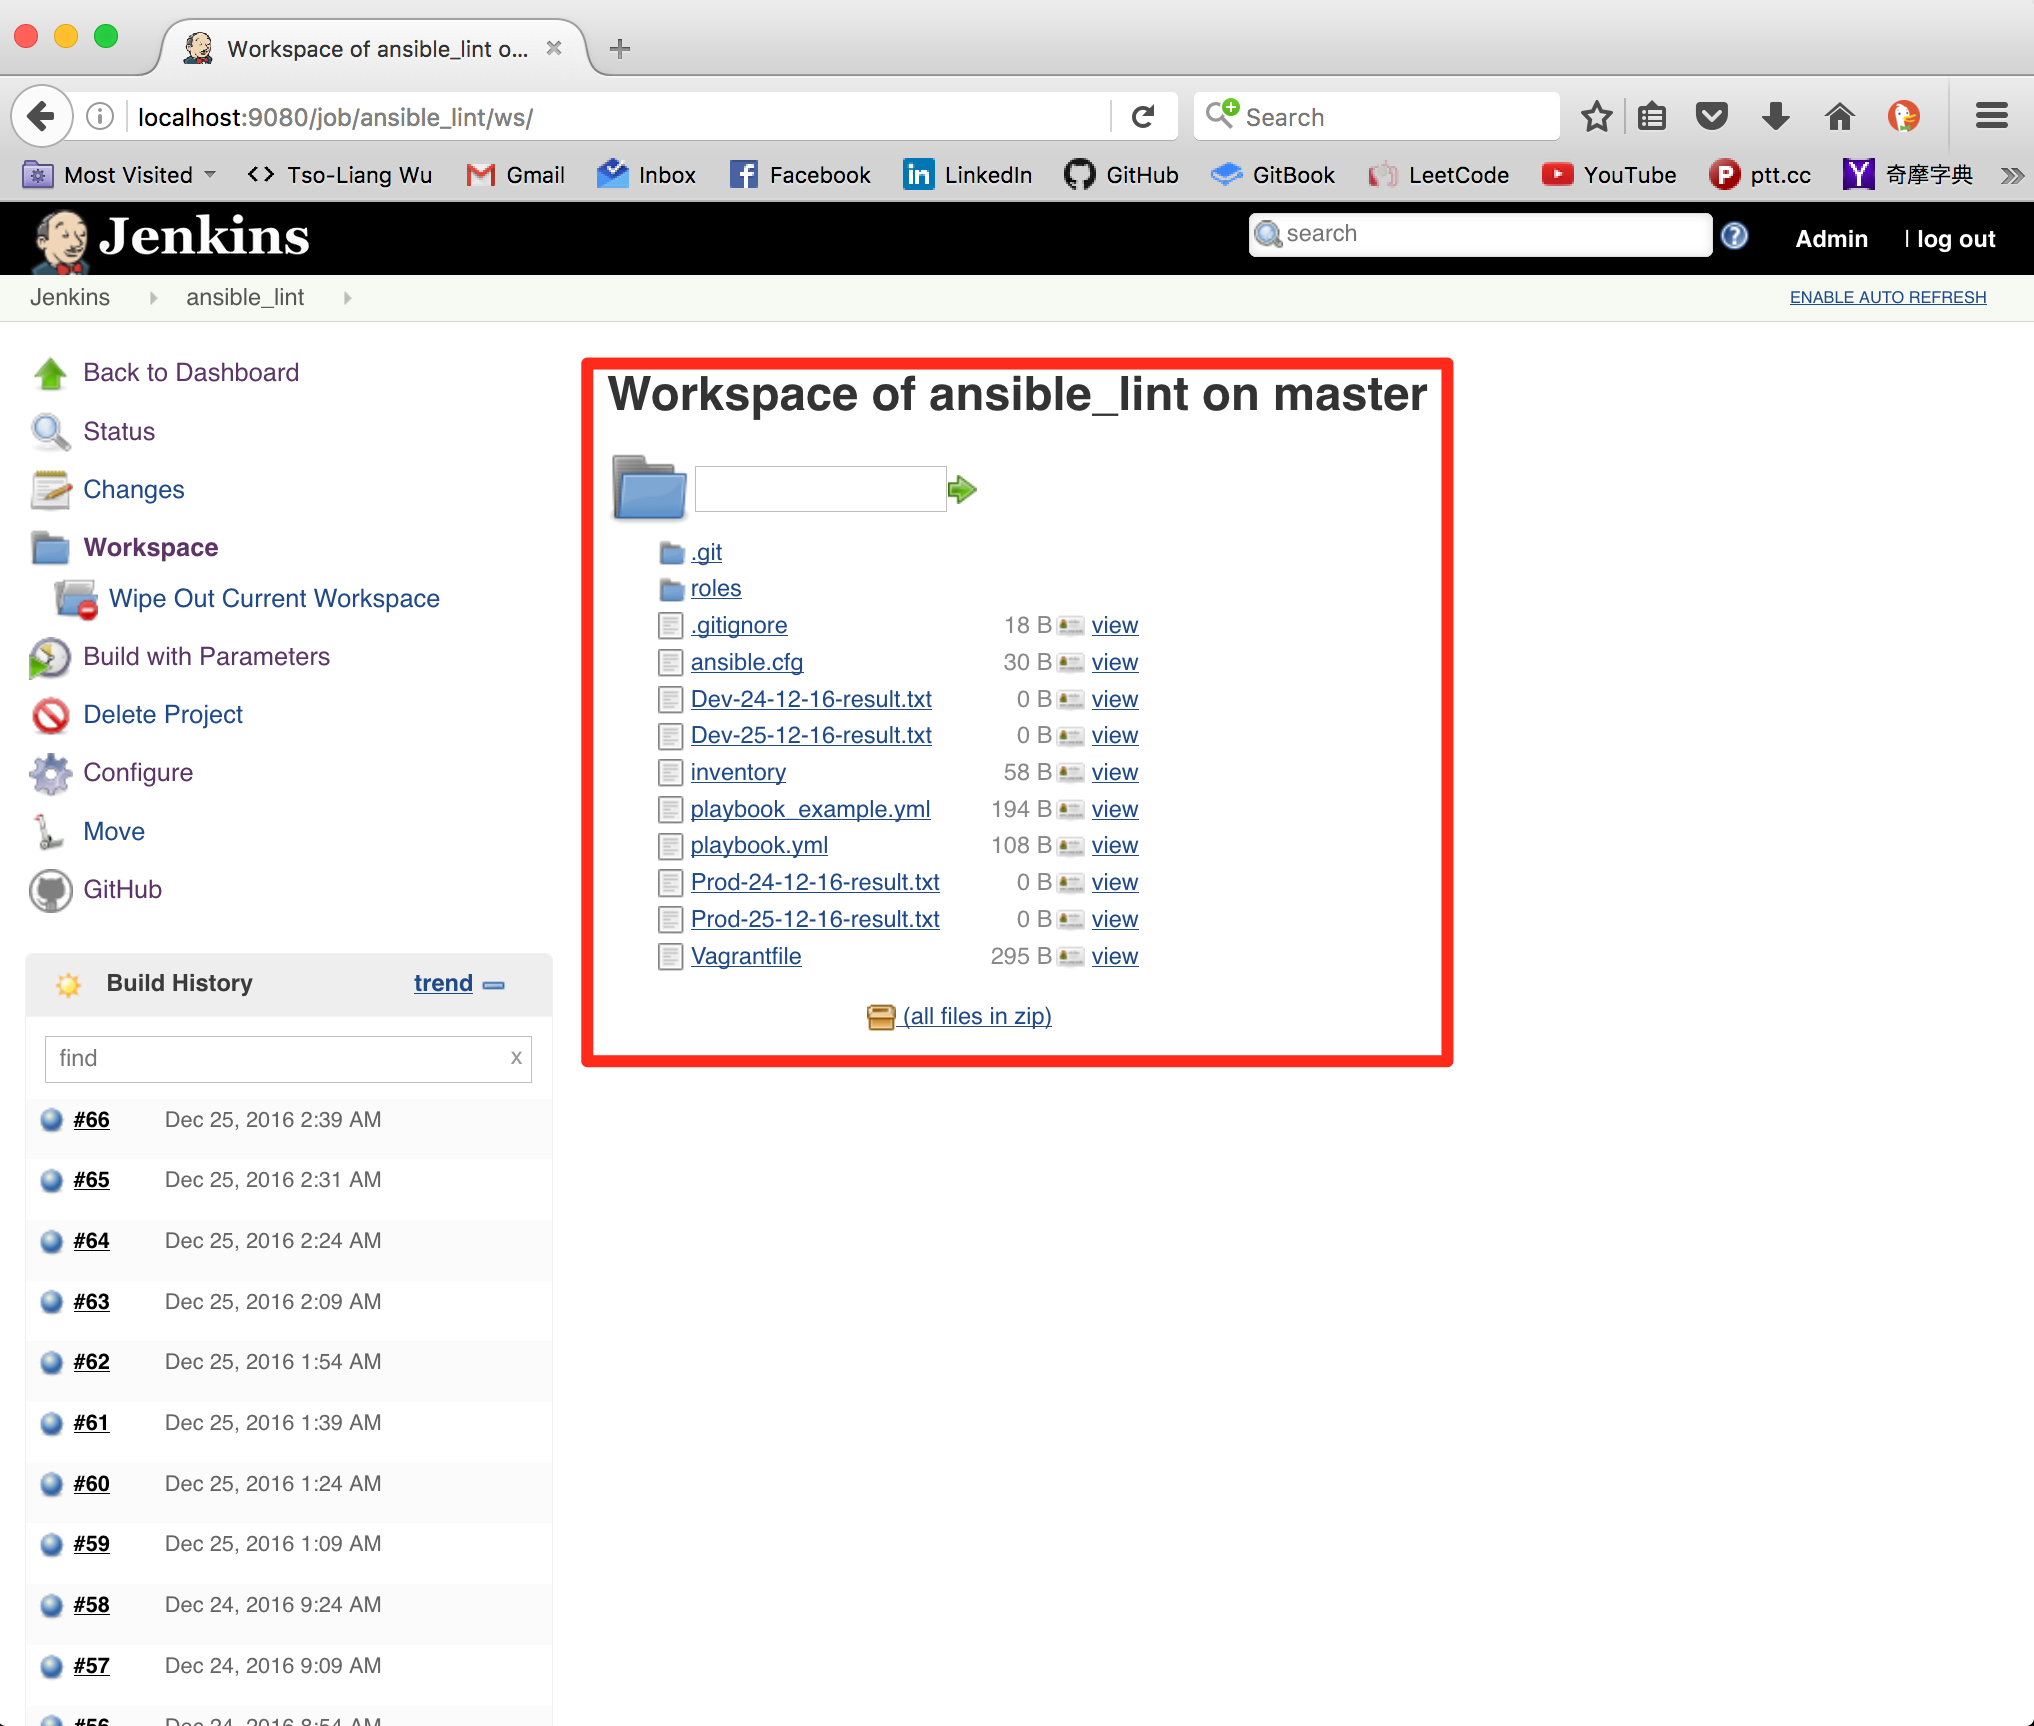 Workspace of ansible_lint o...
localhost:9080/job/ansible_lint/ws/
Search
Most Visited
Tso-Liang Wu
Gmail
Inbox
Facebook
LinkedIn
GitHub
GitBook
LeetCode
YouTube
ptt.cc
奇摩字典
Jenkins
search
Admin
| log out
Jenkins
ansible_lint
ENABLE AUTO REFRESH
Back to Dashboard
Status
Changes
Workspace
Wipe Out Current Workspace
Build with Parameters
Delete Project
Configure
Move
GitHub
Build History
trend
find
x
#66 Dec 25, 2016 2:39 AM
#65 Dec 25, 2016 2:31 AM
#64 Dec 25, 2016 2:24 AM
#63 Dec 25, 2016 2:09 AM
#62 Dec 25, 2016 1:54 AM
#61 Dec 25, 2016 1:39 AM
#60 Dec 25, 2016 1:24 AM
#59 Dec 25, 2016 1:09 AM
#58 Dec 24, 2016 9:24 AM
#57 Dec 24, 2016 9:09 AM
#56 Dec 24, 2016 8:54 AM
Workspace of ansible_lint on master
.git
roles
.gitignore 18 B view
ansible.cfg 30 B view
Dev-24-12-16-result.txt 0 B view
Dev-25-12-16-result.txt 0 B view
inventory 58 B view
playbook_example.yml 194 B view
playbook.yml 108 B view
Prod-24-12-16-result.txt 0 B view
Prod-25-12-16-result.txt 0 B view
Vagrantfile 295 B view
(all files in zip)